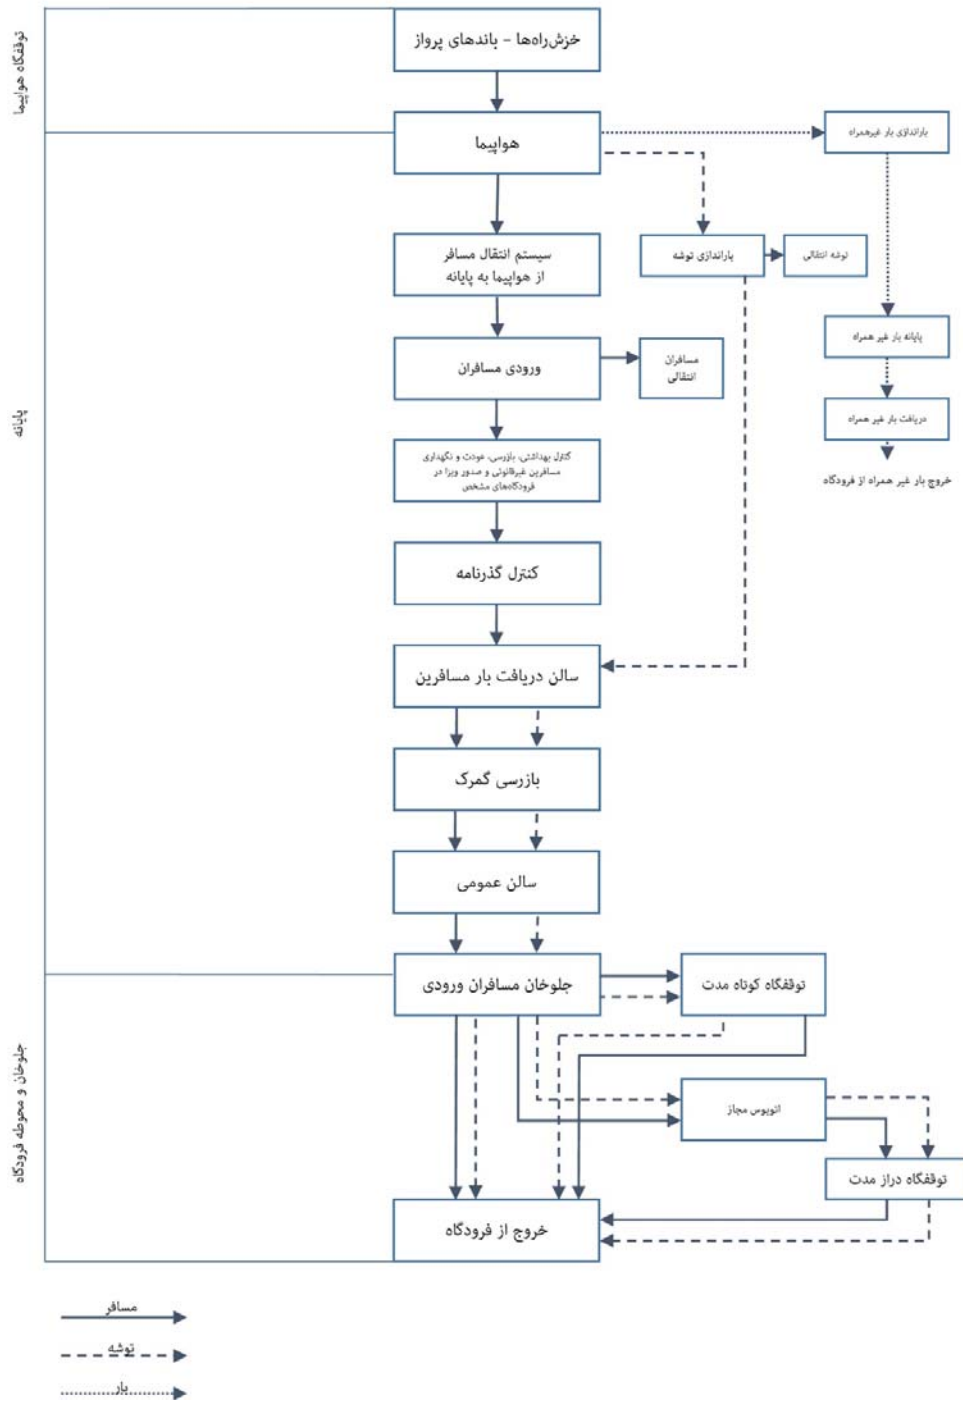 توقفگاه هواپیما
خزش‌راه‌ها - باندهای پرواز
هواپیما
باراندازی بار غیرهمراه
پایانه
سیستم انتقال مسافر
از هواپیما به پایانه
باراندازی توشه
توشه انتقالی
پایانه بار غیر همراه
ورودی مسافران
مسافران
انتقالی
دریافت بار غیر همراه
خروج بار غیر همراه از فرودگاه
کنترل بهداشتی، بازرسی، عودت و نگهداری
مسافرین غیرقانونی و صدور ویزا در
فرودگاه‌های مشخص
کنترل گذرنامه
سالن دریافت بار مسافرین
بازرسی گمرک
سالن عمومی
جلوخان و محوطه فرودگاه
جلوخان مسافران ورودی
توقفگاه کوتاه مدت
اتوبوس مجاز
توقفگاه دراز مدت
خروج از فرودگاه
مسافر
توشه
بار